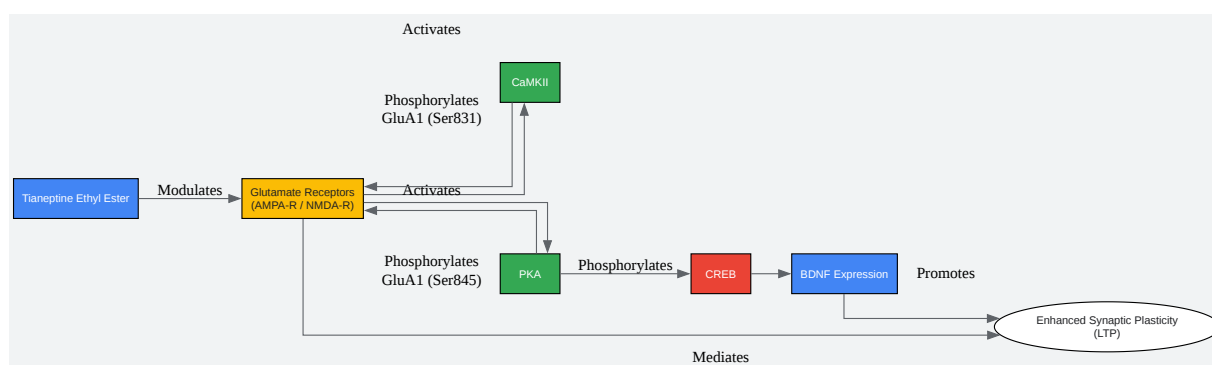 Activates
CaMKII
Phosphorylates
GluA1 (Ser831)
Tianeptine Ethyl Ester
Modulates
Glutamate Receptors
(AMPA-R / NMDA-R)
Activates
Phosphorylates
GluA1 (Ser845)
PKA
Phosphorylates
CREB
BDNF Expression
Promotes
Enhanced Synaptic Plasticity
(LTP)
Mediates